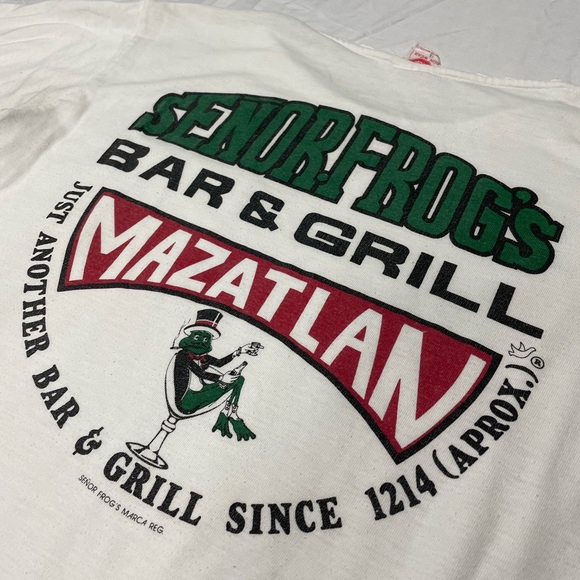 SEÑOR FROG'S
BAR & GRILL
MAZATLAN
JUST ANOTHER BAR & GRILL SINCE 1214 (APROX.) ®
SEÑOR FROG'S MARCA REG